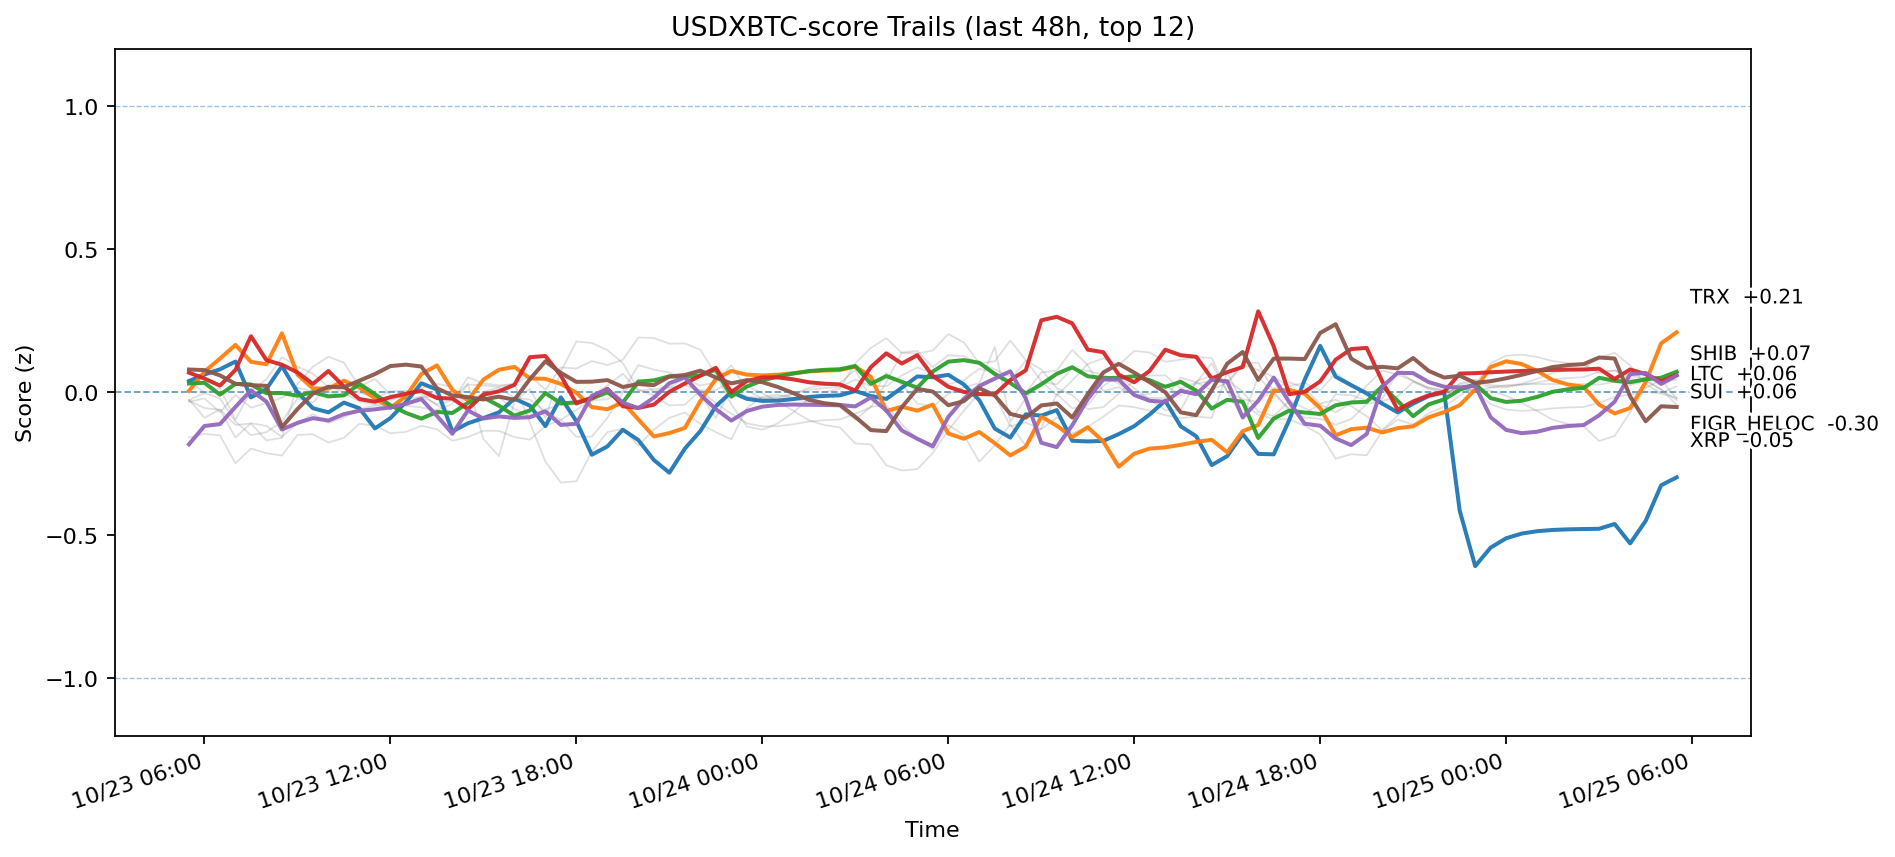 USDXBTC-score Trails (last 48h, top 12)
Score (z)
1.0
0.5
0.0
−0.5
−1.0
TRX +0.21
SHIB +0.07
LTC +0.06
SUI +0.06
FIGR_HELOC -0.30
XRP -0.05
10/23 06:00
10/23 12:00
10/23 18:00
10/24 00:00
10/24 06:00
10/24 12:00
10/24 18:00
10/25 00:00
10/25 06:00
Time